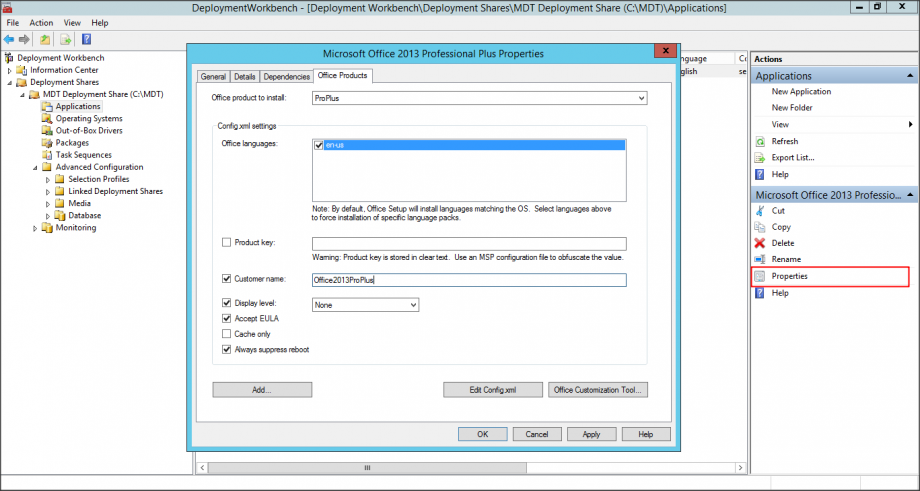 DeploymentWorkbench - [Deployment Workbench\Deployment Shares\MDT Deployment Share (C:\MDT)\Applications]
File Action View Help
Deployment Workbench
Information Center
Deployment Shares
MDT Deployment Share (C:\MDT)
Applications
Operating Systems
Out-of-Box Drivers
Packages
Task Sequences
Advanced Configuration
Selection Profiles
Linked Deployment Shares
Media
Database
Monitoring
Microsoft Office 2013 Professional Plus Properties
General Details Dependencies Office Products
Office product to install: ProPlus
Config.xml settings
Office languages: en-us
Note: By default, Office Setup will install languages matching the OS. Select languages above
to force installation of specific language packs.
Product key:
Warning: Product key is stored in clear text. Use an MSP configuration file to obfuscate the value.
Customer name: Office2013ProPlus
Display level: None
Accept EULA
Cache only
Always suppress reboot
Add... Edit Config.xml Office Customization Tool...
OK Cancel Apply Help
nguage Co
glish se
Actions
Applications
New Application
New Folder
View
Refresh
Export List...
Help
Microsoft Office 2013 Professio...
Cut
Copy
Delete
Rename
Properties
Help